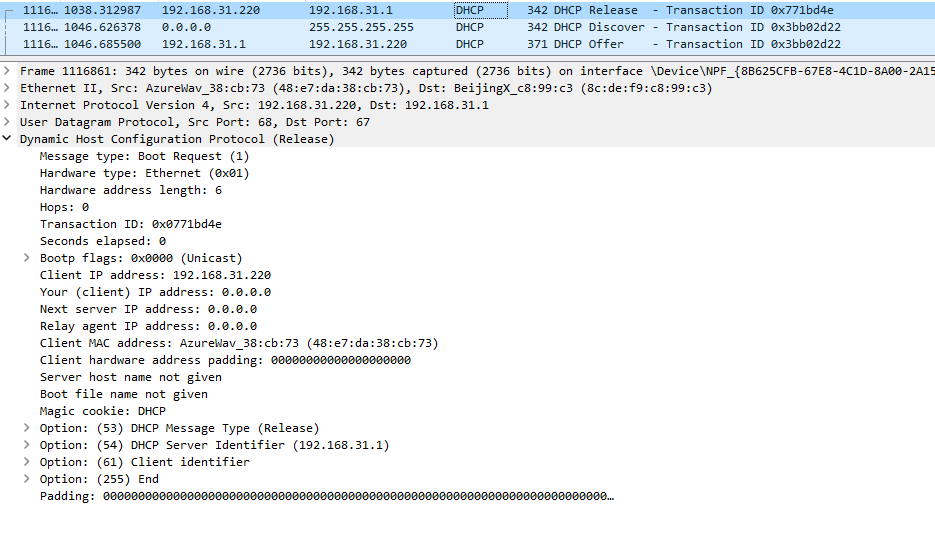 1116… 1038.312987 192.168.31.220 192.168.31.1 DHCP 342 DHCP Release - Transaction ID 0x771bd4e
1116… 1046.626378 0.0.0.0 255.255.255.255 DHCP 342 DHCP Discover - Transaction ID 0x3bb02d22
1116… 1046.685500 192.168.31.1 192.168.31.220 DHCP 371 DHCP Offer - Transaction ID 0x3bb02d22
Frame 1116861: 342 bytes on wire (2736 bits), 342 bytes captured (2736 bits) on interface \Device\NPF_{8B625CFB-67E8-4C1D-8A00-2A15
Ethernet II, Src: AzureWav_38:cb:73 (48:e7:da:38:cb:73), Dst: BeijingX_c8:99:c3 (8c:de:f9:c8:99:c3)
Internet Protocol Version 4, Src: 192.168.31.220, Dst: 192.168.31.1
User Datagram Protocol, Src Port: 68, Dst Port: 67
Dynamic Host Configuration Protocol (Release)
Message type: Boot Request (1)
Hardware type: Ethernet (0x01)
Hardware address length: 6
Hops: 0
Transaction ID: 0x0771bd4e
Seconds elapsed: 0
Bootp flags: 0x0000 (Unicast)
Client IP address: 192.168.31.220
Your (client) IP address: 0.0.0.0
Next server IP address: 0.0.0.0
Relay agent IP address: 0.0.0.0
Client MAC address: AzureWav_38:cb:73 (48:e7:da:38:cb:73)
Client hardware address padding: 00000000000000000000
Server host name not given
Boot file name not given
Magic cookie: DHCP
Option: (53) DHCP Message Type (Release)
Option: (54) DHCP Server Identifier (192.168.31.1)
Option: (61) Client identifier
Option: (255) End
Padding: 000000000000000000000000000000000000000000000000000000000000000000000000…